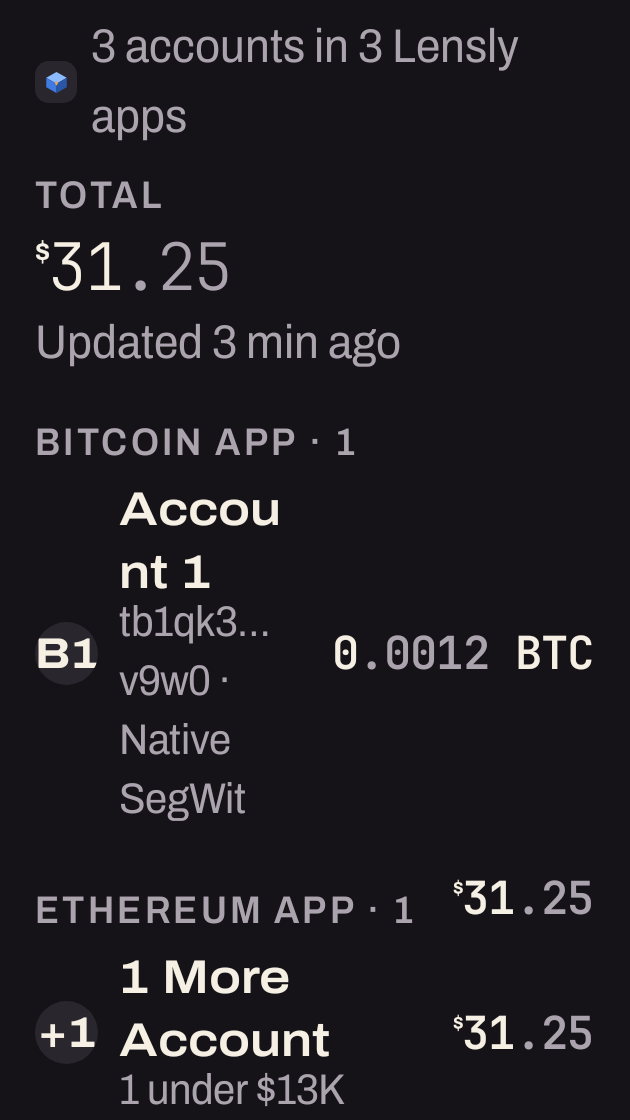 3 accounts in 3 Lensly
apps
TOTAL
$31.25
Updated 3 min ago
BITCOIN APP · 1
Accou
nt 1
tb1qk3...
v9w0 ·
Native
SegWit
B1
0.0012 BTC
ETHEREUM APP · 1
$31.25
1 More
Account
1 under $13K
+1
$31.25